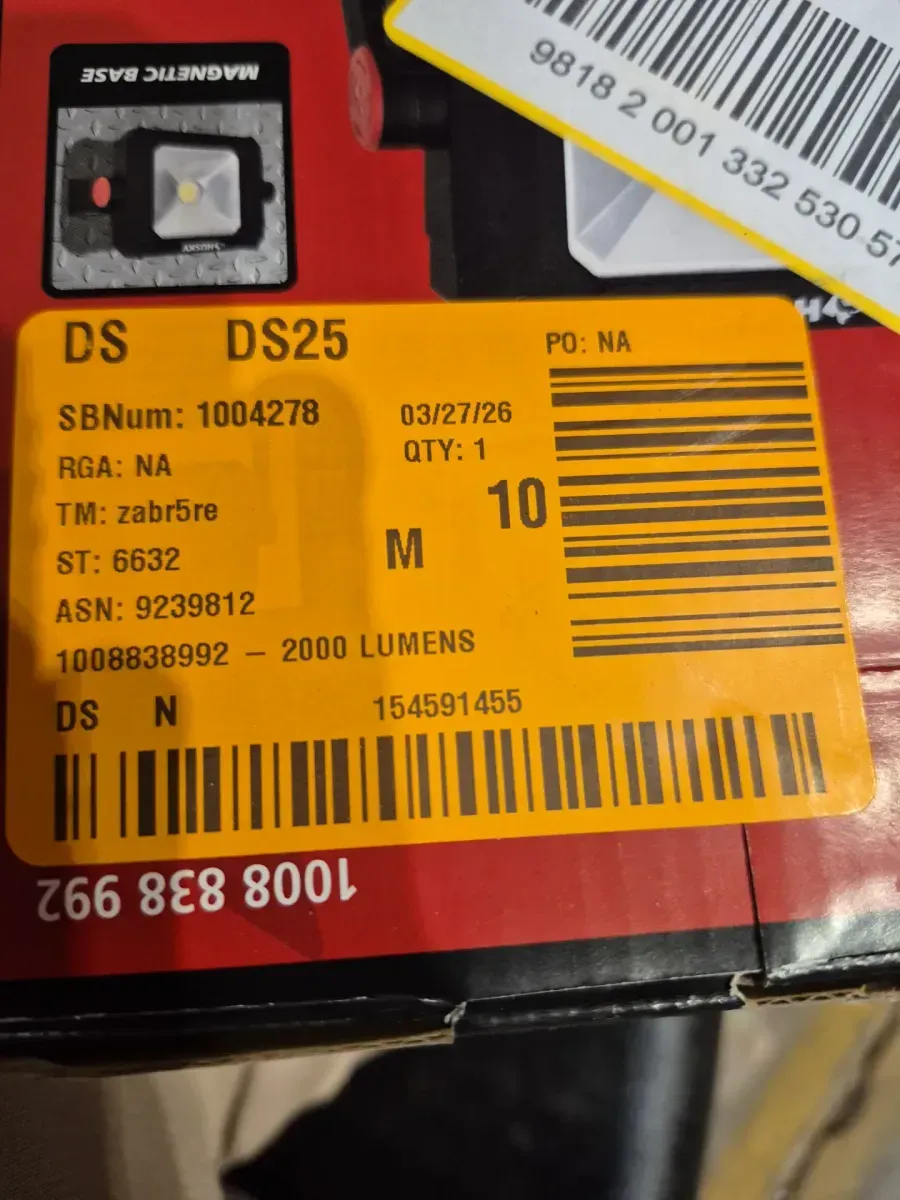 MAGNETIC BASE
HUSKY
9818 2 001 332 530 57
DS DS25
PO: NA
SBNum: 1004278
03/27/26
RGA: NA
QTY: 1
TM: zabr5re
10
ST: 6632
M
ASN: 9239812
1008838992 – 2000 LUMENS
DS N 154591455
1008 838 992